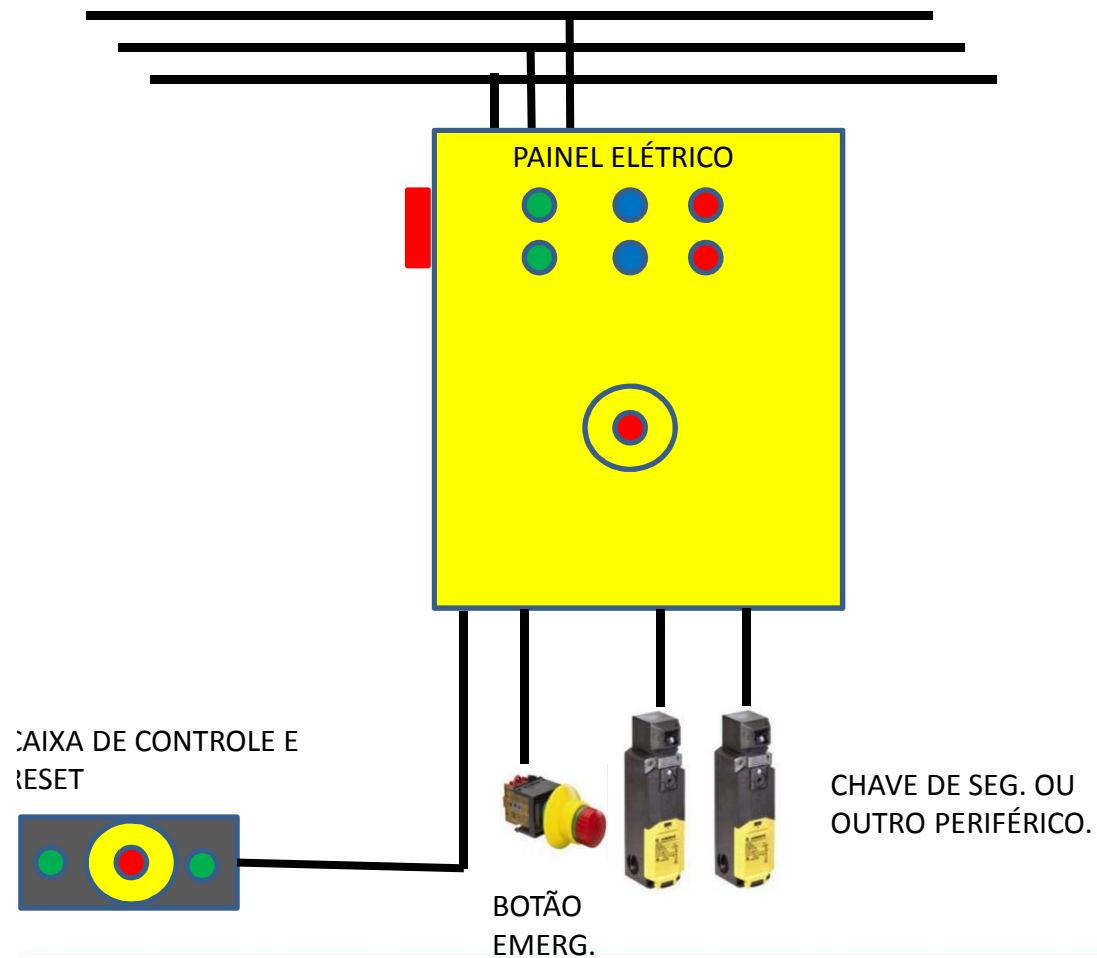 PAINEL ELÉTRICO
CAIXA DE CONTROLE E
RESET
CHAVE DE SEG. OU
OUTRO PERIFÉRICO.
BOTÃO
EMERG.